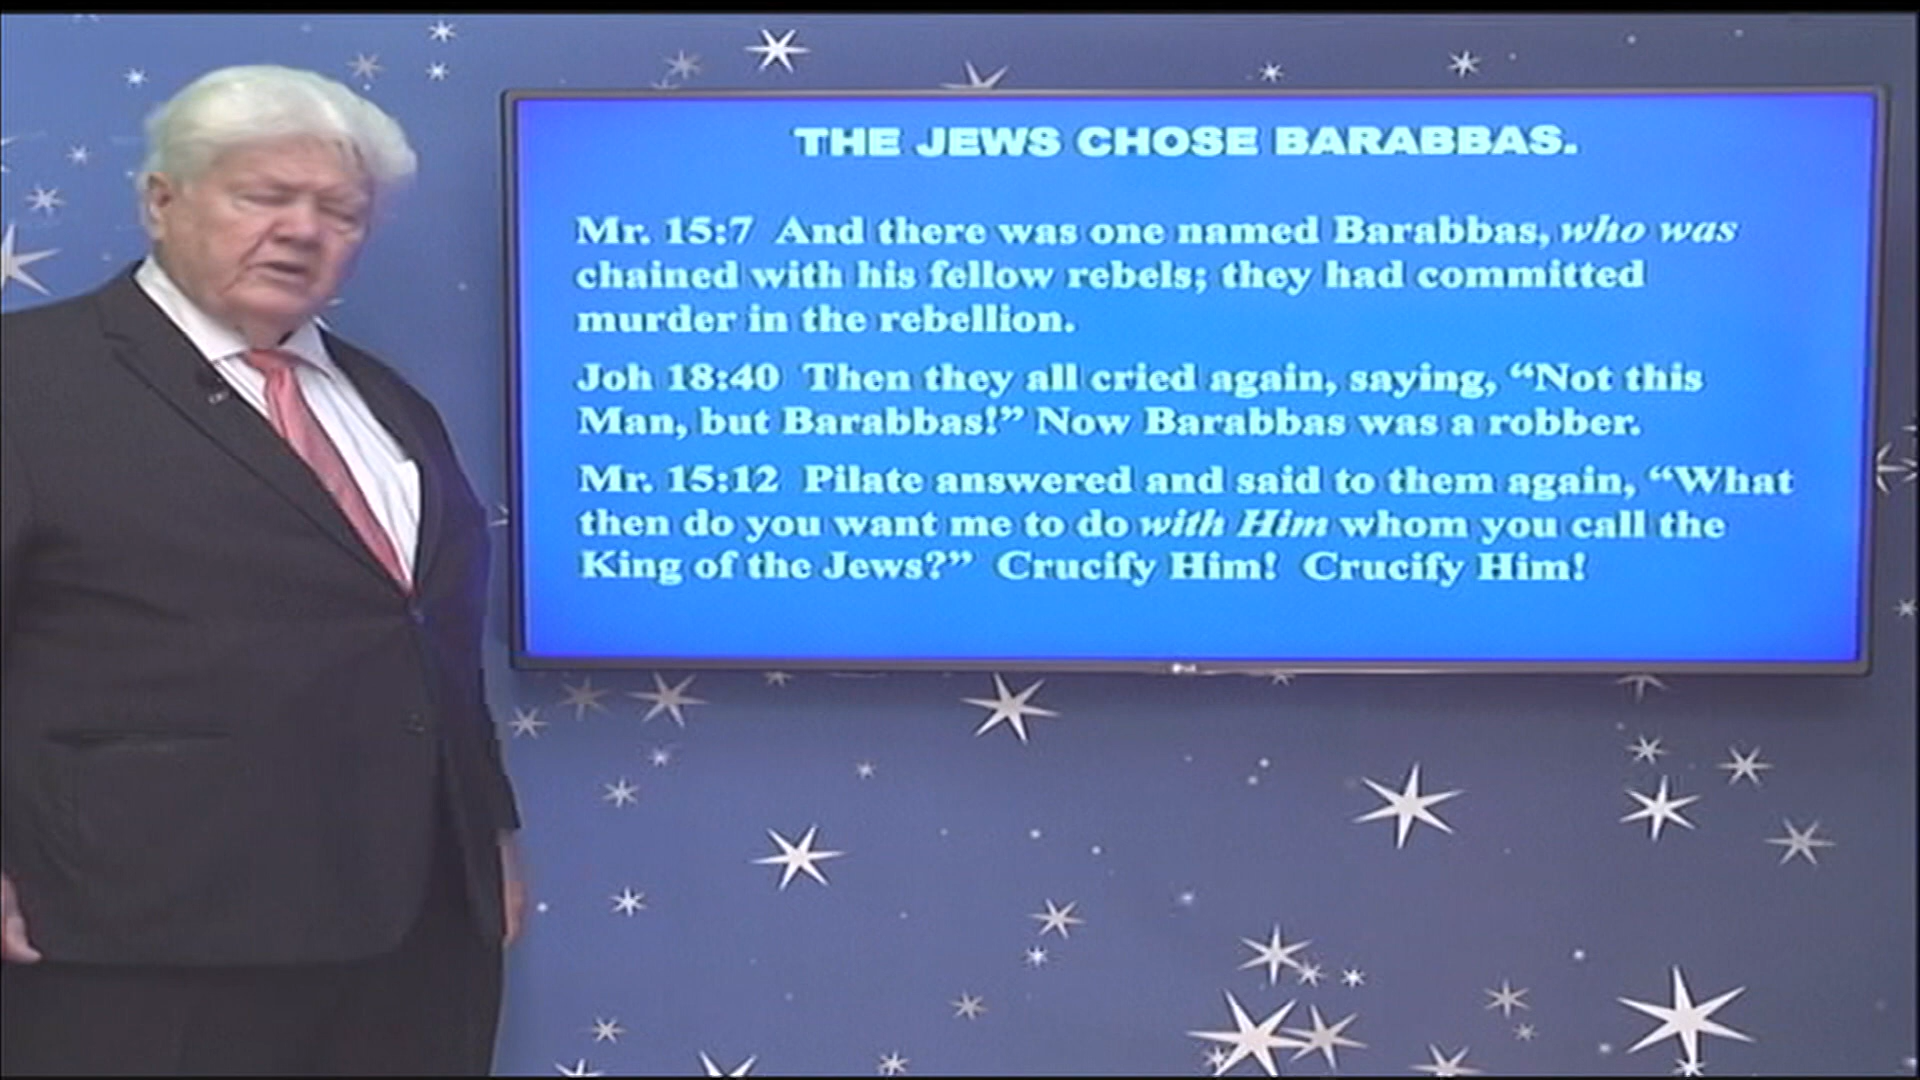 THE JEWS CHOSE BARABBAS.
Mr. 15:7 And there was one named Barabbas, who was
chained with his fellow rebels; they had committed
murder in the rebellion.
Joh 18:40 Then they all cried again, saying, “Not this
Man, but Barabbas!” Now Barabbas was a robber.
Mr. 15:12 Pilate answered and said to them again, “What
then do you want me to do with Him whom you call the
King of the Jews?” Crucify Him! Crucify Him!